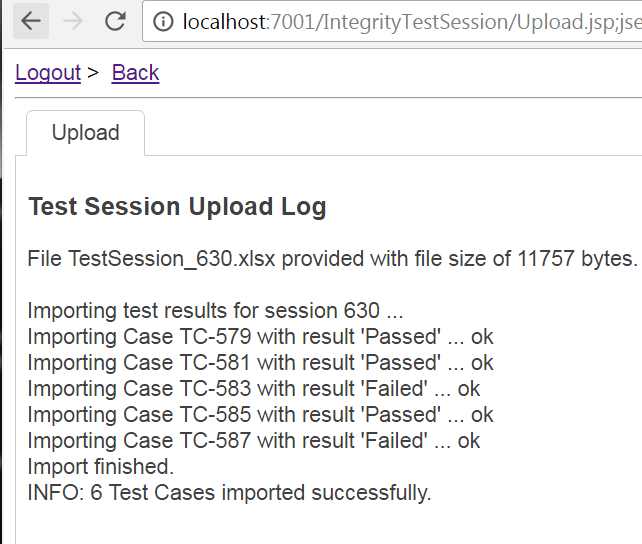 localhost:7001/IntegrityTestSession/Upload.jsp;jse
Logout > Back
Upload
Test Session Upload Log
File TestSession_630.xlsx provided with file size of 11757 bytes.
Importing test results for session 630 ...
Importing Case TC-579 with result 'Passed' ... ok
Importing Case TC-581 with result 'Passed' ... ok
Importing Case TC-583 with result 'Failed' ... ok
Importing Case TC-585 with result 'Passed' ... ok
Importing Case TC-587 with result 'Failed' ... ok
Import finished.
INFO: 6 Test Cases imported successfully.